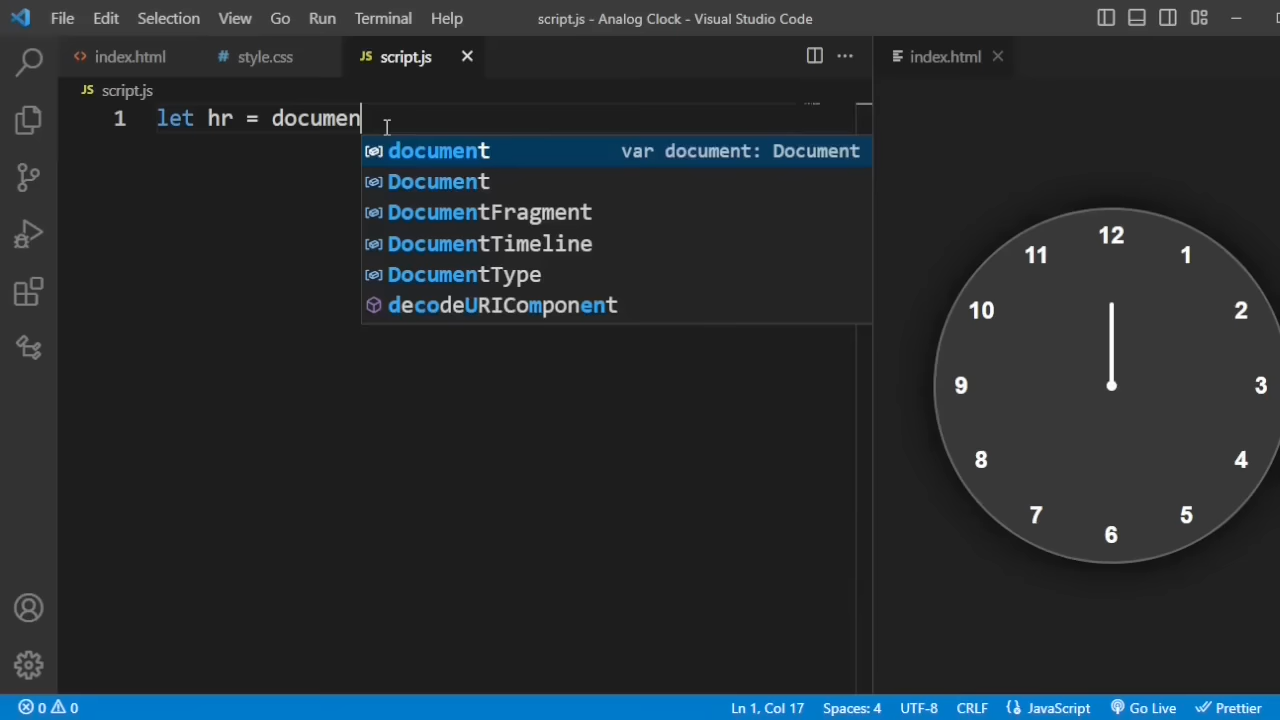 File Edit Selection View Go Run Terminal Help script.js - Analog Clock - Visual Studio Code
index.html # style.css JS script.js index.html
JS script.js
1 let hr = documen
document var document: Document
Document
DocumentFragment
DocumentTimeline
DocumentType
decodeURIComponent
12
11 1
10 2
9 3
8 4
7 5
6
0 0 Ln 1, Col 17 Spaces: 4 UTF-8 CRLF JavaScript Go Live Prettier